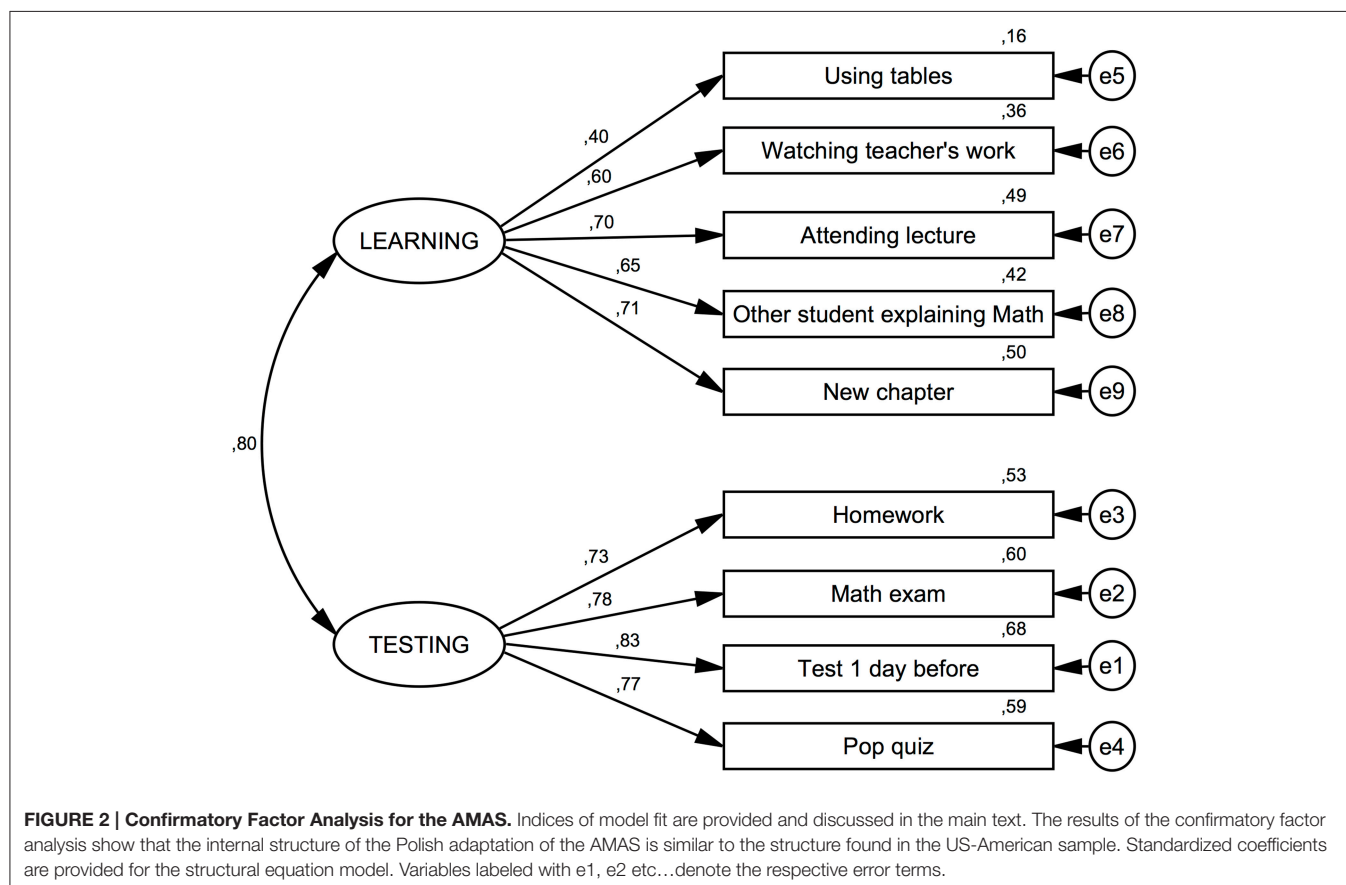 ,16
Using tables
e5
,40
,36
Watching teacher's work
e6
,60
,49
Attending lecture
e7
,70
LEARNING
,65
,42
Other student explaining Math
e8
,71
,50
New chapter
e9
,80
,53
Homework
e3
,73
,60
Math exam
e2
,78
TESTING
,83
,68
Test 1 day before
e1
,77
,59
Pop quiz
e4
FIGURE 2 | Confirmatory Factor Analysis for the AMAS. Indices of model fit are provided and discussed in the main text. The results of the confirmatory factor
analysis show that the internal structure of the Polish adaptation of the AMAS is similar to the structure found in the US-American sample. Standardized coefficients
are provided for the structural equation model. Variables labeled with e1, e2 etc…denote the respective error terms.